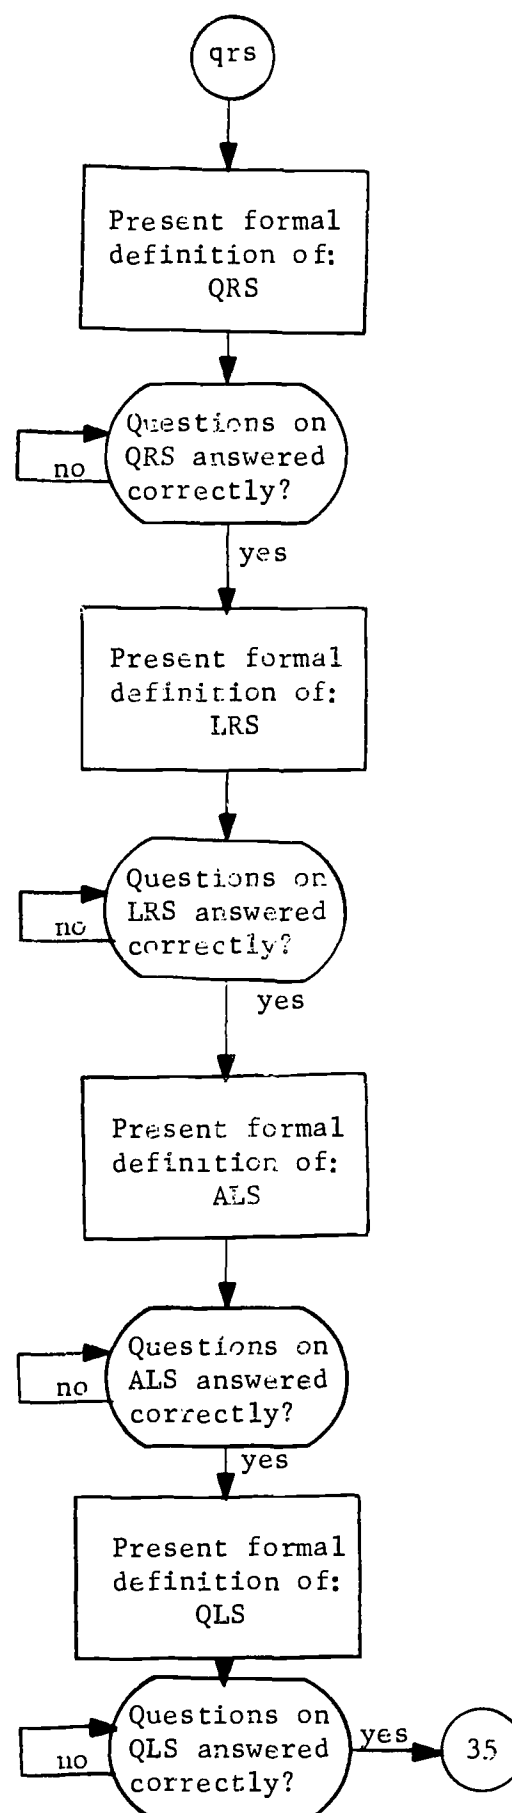 qrs
Present formal
definition of:
QRS
Questions on
QRS answered
correctly?
no
yes
Present formal
definition of:
LRS
Questions on
LRS answered
correctly?
no
yes
Present formal
definition of:
ALS
Questions on
ALS answered
correctly?
no
yes
Present formal
definition of:
QLS
Questions on
QLS answered
correctly?
no
yes
35